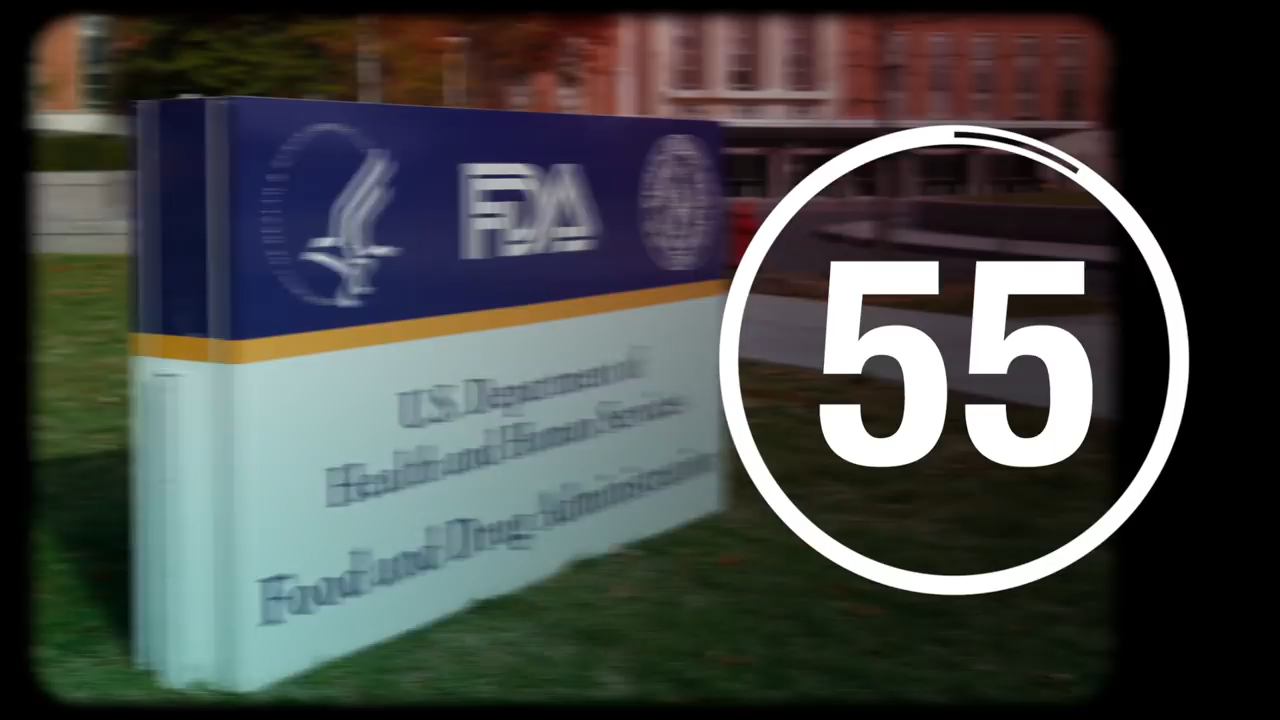 FDA
U.S. Department of
Health and Human Services
Food and Drug Administration
55